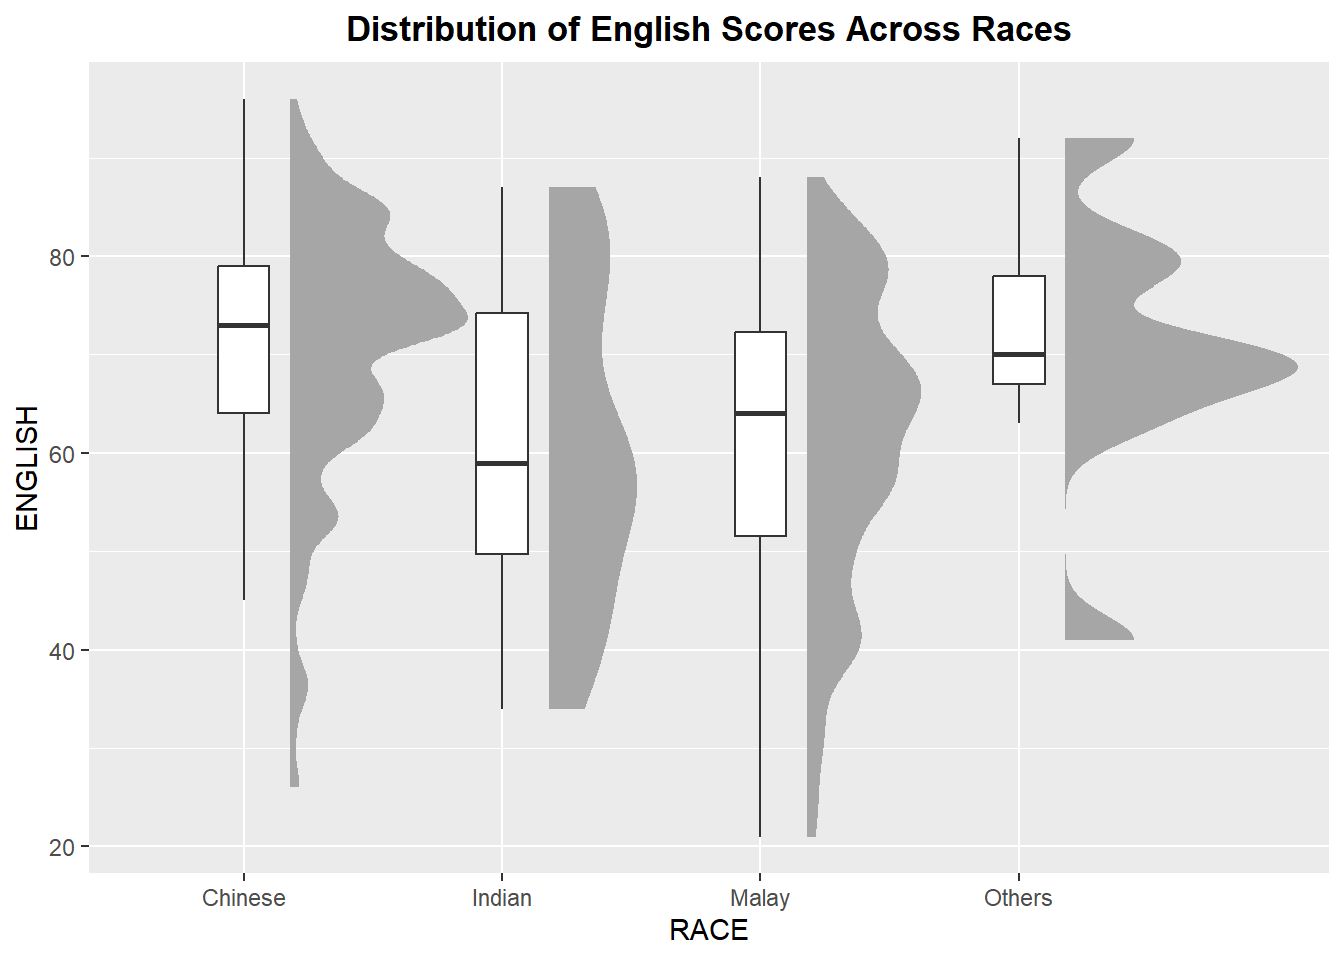 Distribution of English Scores Across Races
ENGLISH
80
60
40
20
Chinese Indian Malay Others
RACE